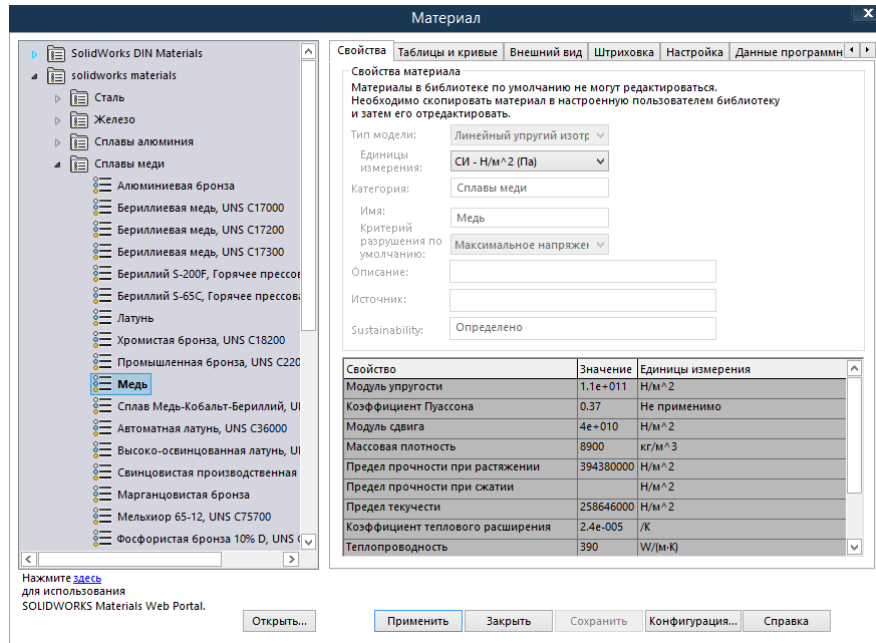 Материал
x
SolidWorks DIN Materials
solidworks materials
Сталь
Железо
Сплавы алюминия
Сплавы меди
Алюминиевая бронза
Бериллиевая медь, UNS C17000
Бериллиевая медь, UNS C17200
Бериллиевая медь, UNS C17300
Бериллий S-200F, Горячее прессов
Бериллий S-65C, Горячее прессова
Латунь
Хромистая бронза, UNS C18200
Промышленная бронза, UNS C220
Медь
Сплав Медь-Кобальт-Бериллий, U
Автоматная латунь, UNS C36000
Высоко-освинцованная латунь, U
Свинцовистая производственная
Марганцовистая бронза
Мельхиор 65-12, UNS C75700
Фосфористая бронза 10% D, UNS
Нажмите здесь
для использования
SOLIDWORKS Materials Web Portal.
Свойства Таблицы и кривые Внешний вид Штриховка Настройка Данные программн
Свойства материала
Материалы в библиотеке по умолчанию не могут редактироваться.
Необходимо скопировать материал в настроенную пользователем библиотеку
и затем его отредактировать.
Тип модели: Линейный упругий изотр
Единицы измерения: СИ - Н/м^2 (Па)
Категория: Сплавы меди
Имя: Медь
Критерий разрушения по умолчанию: Максимальное напряжен
Описание:
Источник:
Sustainability: Определено
Свойство Значение Единицы измерения
Модуль упругости 1.1e+011 Н/м^2
Коэффициент Пуассона 0.37 Не применимо
Модуль сдвига 4e+010 Н/м^2
Массовая плотность 8900 кг/м^3
Предел прочности при растяжении 394380000 Н/м^2
Предел прочности при сжатии Н/м^2
Предел текучести 258646000 Н/м^2
Коэффициент теплового расширения 2.4e-005 /K
Теплопроводность 390 W/(м·K)
Открыть... Применить Закрыть Сохранить Конфигурация... Справка